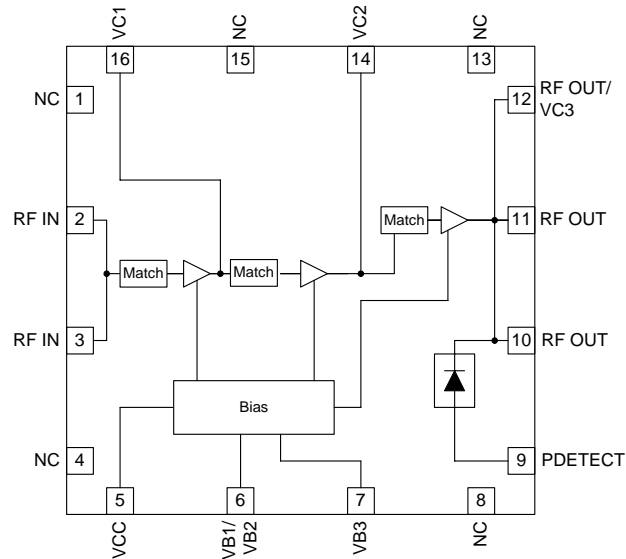 VC1
NC
VC2
NC
16
15
14
13
NC
1
12
RF OUT/
VC3
RF IN
2
Match
11
RF OUT
Match
Match
RF IN
3
10
RF OUT
Bias
NC
4
9
PDETECT
5
6
7
8
VCC
VB1/
VB2
VB3
NC